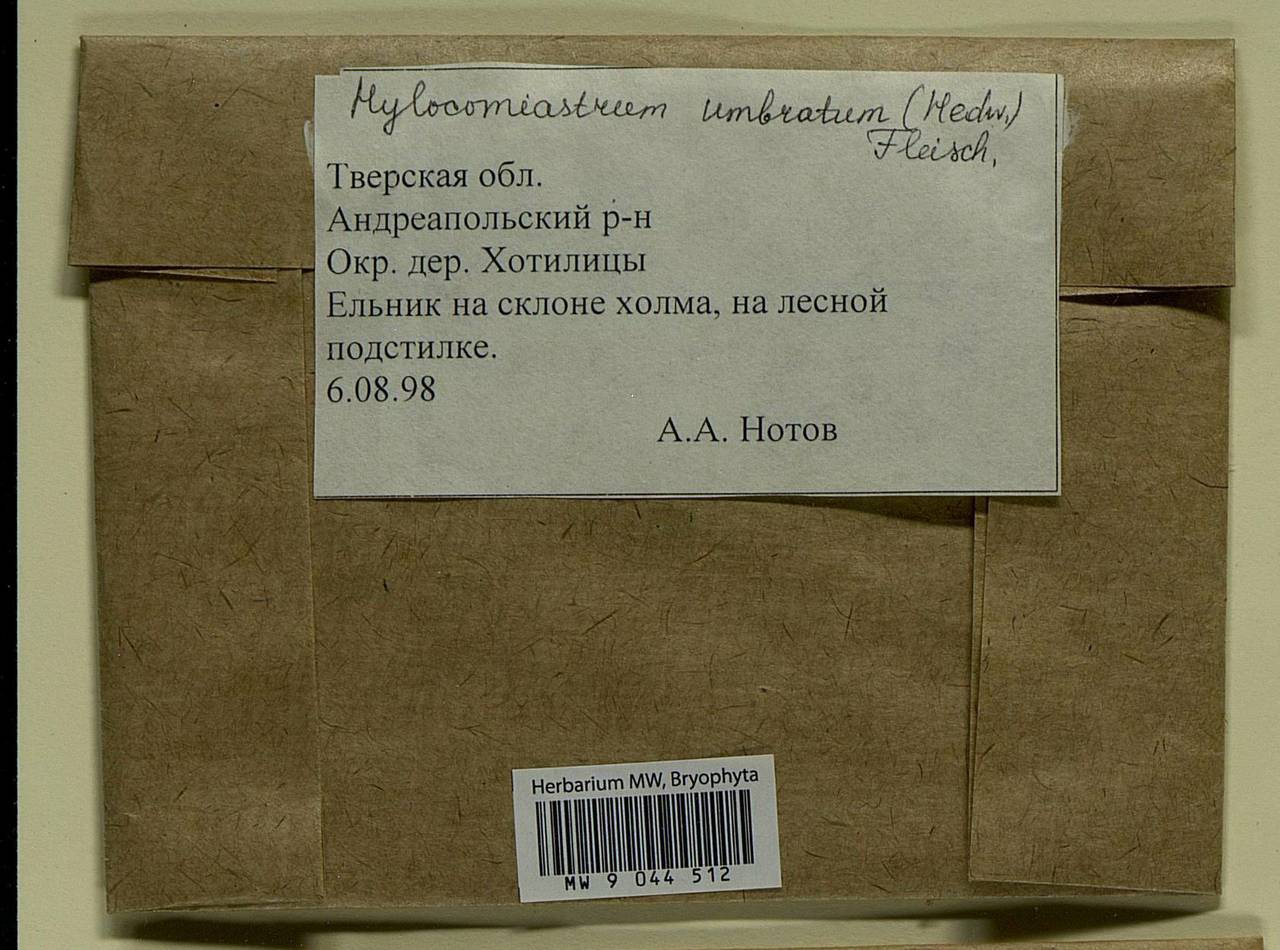 Hylocomiastrum umbratum (Hedw.)
Fleisch.
Тверская обл.
Андреапольский р-н
Окр. дер. Хотилицы
Ельник на склоне холма, на лесной
подстилке.
6.08.98
А.А. Нотов
Herbarium MW, Bryophyta
MW 9 044 512